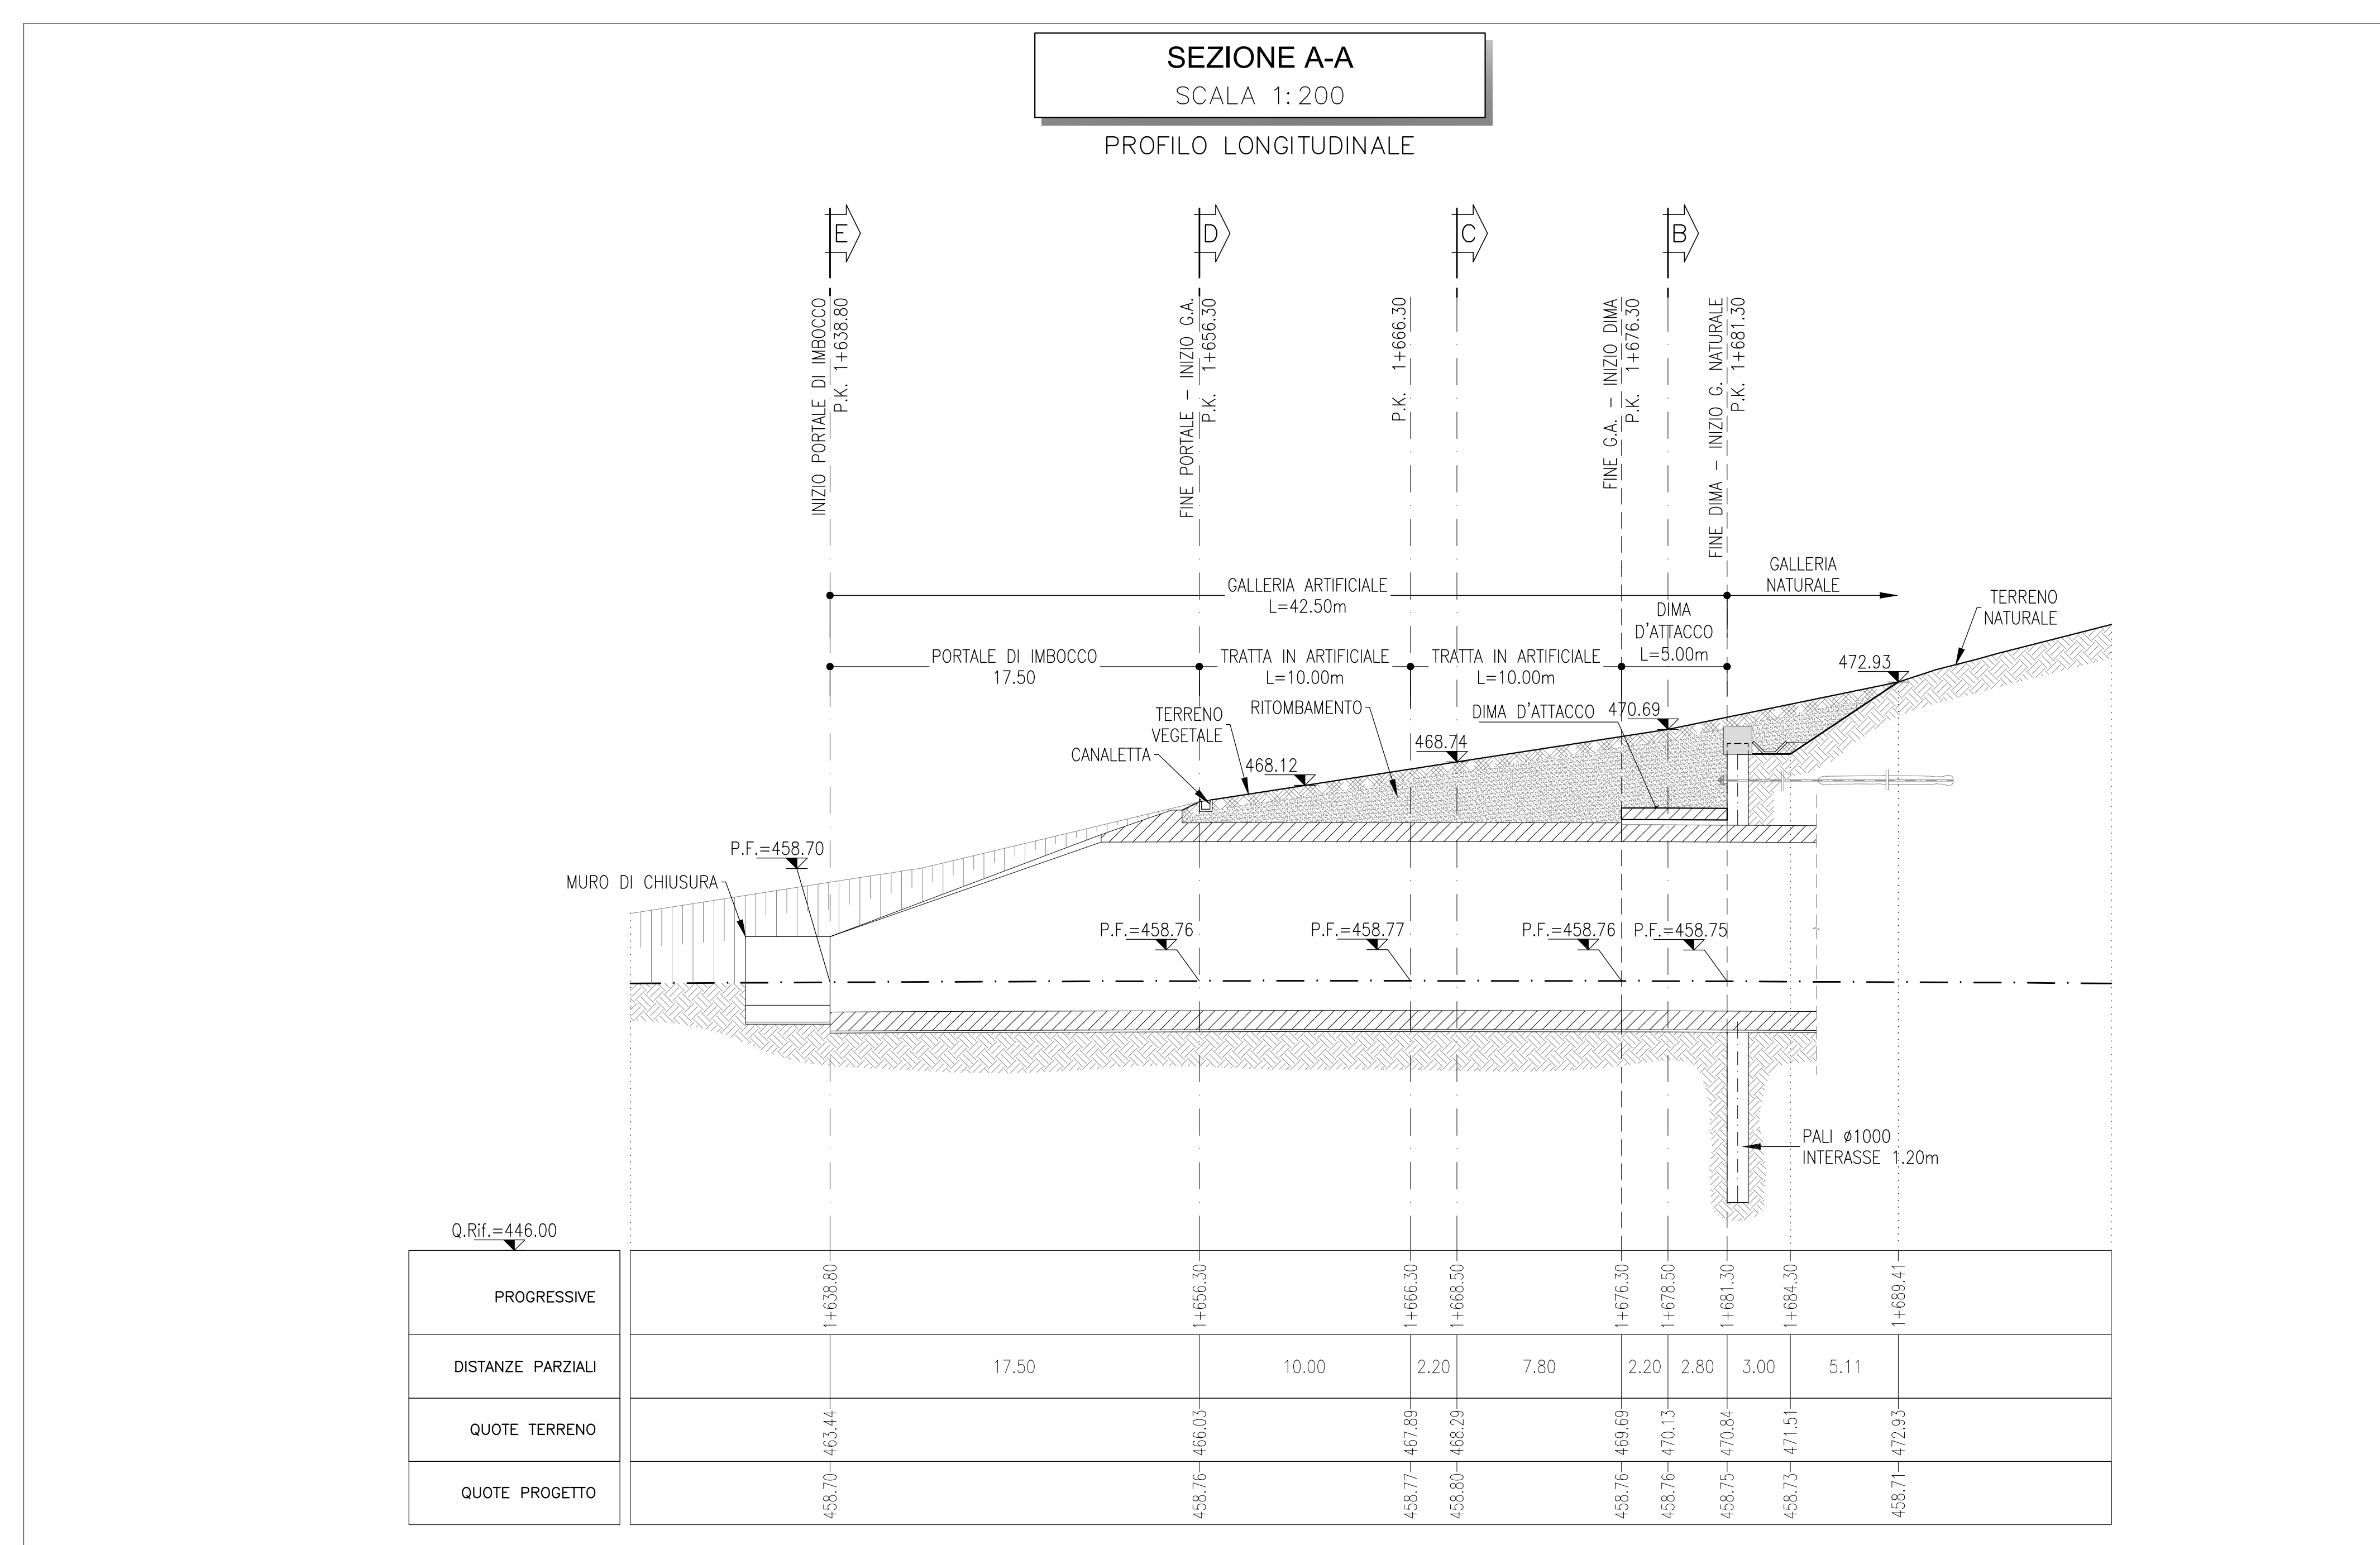 SEZIONE A-A
SCALA 1:200
PROFILO LONGITUDINALE
E
D
C
B
INIZIO PORTALE DI IMBOCCO
P.K. 1+638.80
FINE PORTALE - INIZIO G.A.
P.K. 1+656.30
P.K. 1+666.30
FINE G.A. - INIZIO DIMA
P.K. 1+676.30
FINE DIMA - INIZIO G. NATURALE
P.K. 1+681.30
GALLERIA ARTIFICIALE
L=42.50m
GALLERIA
NATURALE
TERRENO
NATURALE
DIMA
D'ATTACCO
L=5.00m
PORTALE DI IMBOCCO
17.50
TRATTA IN ARTIFICIALE
L=10.00m
TRATTA IN ARTIFICIALE
L=10.00m
472.93
TERRENO
VEGETALE
RITOMBAMENTO
DIMA D'ATTACCO
470.69
CANALETTA
468.12
468.74
P.F.=458.70
MURO DI CHIUSURA
P.F.=458.76
P.F.=458.77
P.F.=458.76
P.F.=458.75
PALI ø1000
INTERASSE 1.20m
Q.Rif.=446.00
PROGRESSIVE
1+638.80
1+656.30
1+666.30
1+668.50
1+676.30
1+678.50
1+681.30
1+684.30
1+689.41
DISTANZE PARZIALI
17.50
10.00
2.20
7.80
2.20
2.80
3.00
5.11
QUOTE TERRENO
463.44
466.03
467.89
468.29
469.69
470.13
470.84
471.51
472.93
QUOTE PROGETTO
458.70
458.76
458.77
458.80
458.76
458.76
458.75
458.73
458.71